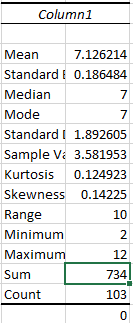 Column1
Mean 7.126214
Standard E 0.186484
Median 7
Mode 7
Standard D 1.892605
Sample Va 3.581953
Kurtosis 0.124923
Skewness 0.14225
Range 10
Minimum 2
Maximum 12
Sum 734
Count 103
0